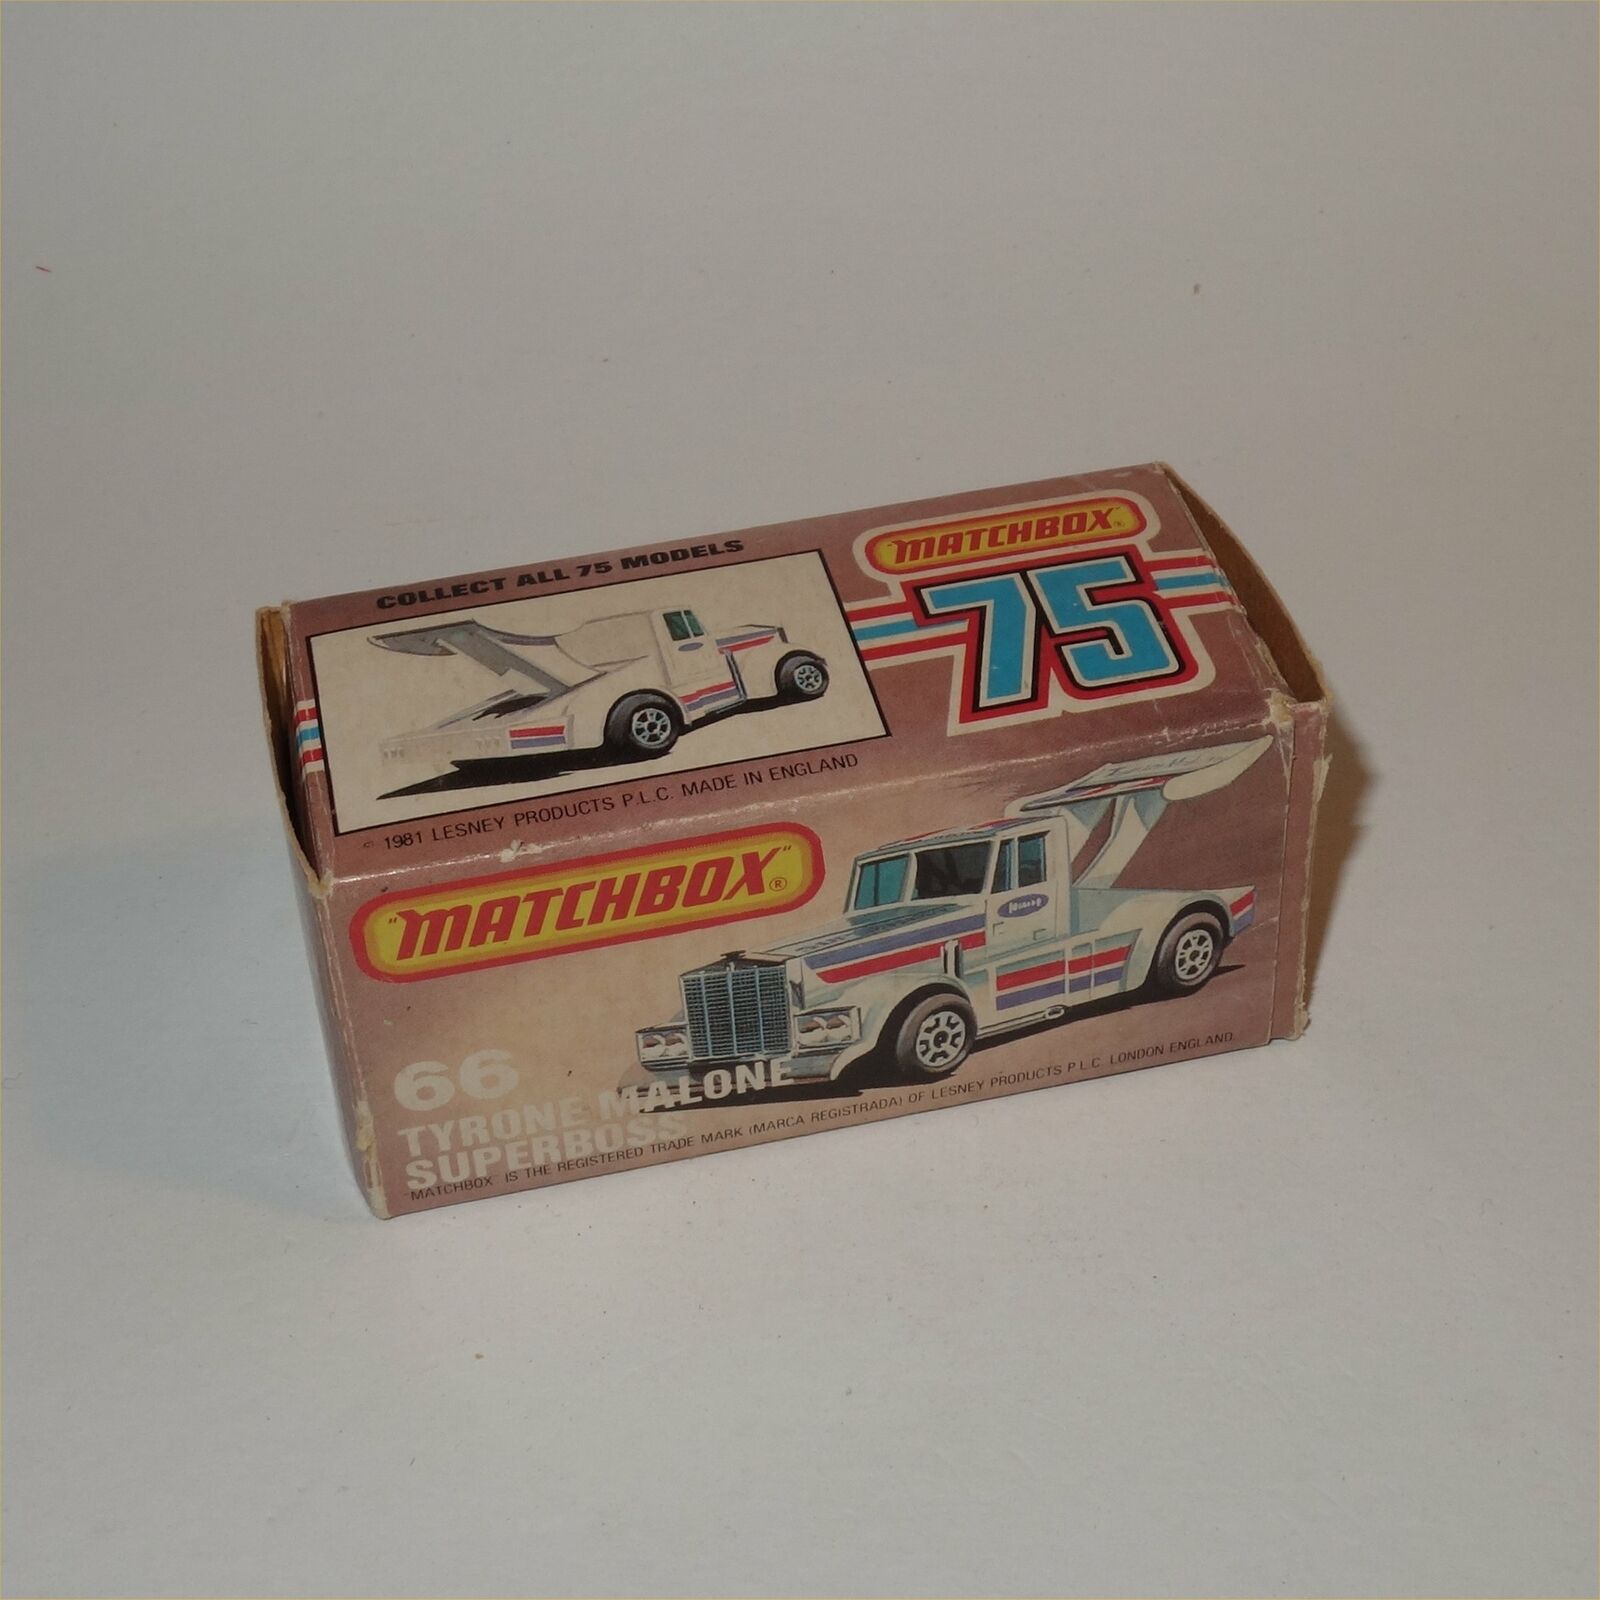 COLLECT ALL 75 MODELS
MATCHBOX®
75
© 1981 LESNEY PRODUCTS P.L.C. MADE IN ENGLAND
"MATCHBOX"®
66
TYRONE MALONE
SUPERBOSS
"MATCHBOX" IS THE REGISTERED TRADE MARK (MARCA REGISTRADA) OF LESNEY PRODUCTS P.L.C. LONDON ENGLAND.